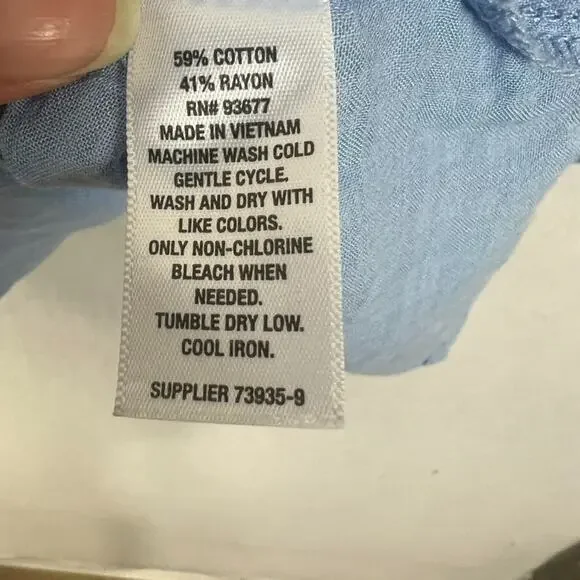 59% COTTON
41% RAYON
RN# 93677
MADE IN VIETNAM
MACHINE WASH COLD
GENTLE CYCLE,
WASH AND DRY WITH
LIKE COLORS.
ONLY NON-CHLORINE
BLEACH WHEN
NEEDED.
TUMBLE DRY LOW.
COOL IRON.
SUPPLIER 73935-9